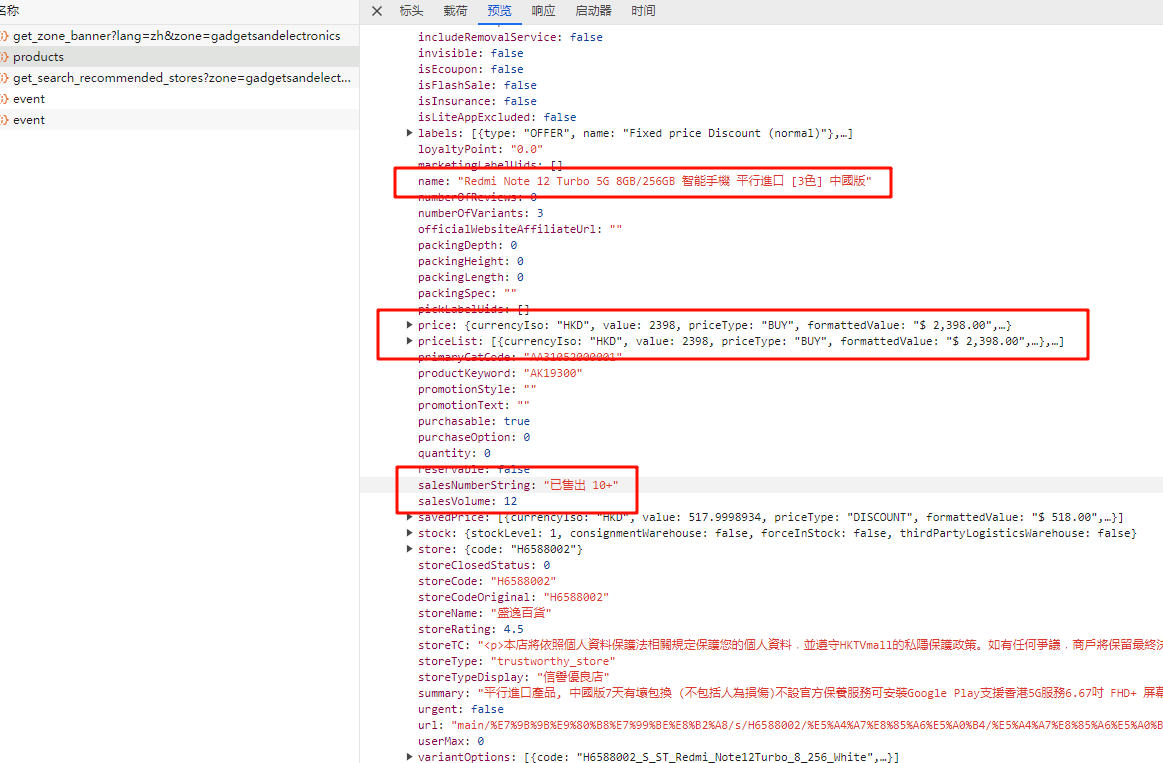 名称
get_zone_banner?lang=zh&zone=gadgetsandelectronics
products
get_search_recommended_stores?zone=gadgetsandelect...
event
event
标头 载荷 预览 响应 启动器 时间
includeRemovalService: false
invisible: false
isEcoupon: false
isFlashSale: false
isInsurance: false
isLiteAppExcluded: false
labels: [{type: "OFFER", name: "Fixed price Discount (normal)"},…]
loyaltyPoint: "0.0"
marketingLabelUids: []
name: "Redmi Note 12 Turbo 5G 8GB/256GB 智能手機 平行進口 [3色] 中國版"
numberOfReviews: 0
numberOfVariants: 3
officialWebsiteAffiliateUrl: ""
packingDepth: 0
packingHeight: 0
packingLength: 0
packingSpec: ""
pickLabelUids: []
price: {currencyIso: "HKD", value: 2398, priceType: "BUY", formattedValue: "$ 2,398.00",…}
priceList: [{currencyIso: "HKD", value: 2398, priceType: "BUY", formattedValue: "$ 2,398.00",…},…]
primaryCatCode: "AA31052000001"
productKeyword: "AK19300"
promotionStyle: ""
promotionText: ""
purchasable: true
purchaseOption: 0
quantity: 0
reservable: false
salesNumberString: "已售出 10+"
salesVolume: 12
savedPrice: [{currencyIso: "HKD", value: 517.9998934, priceType: "DISCOUNT", formattedValue: "$ 518.00",…}]
stock: {stockLevel: 1, consignmentWarehouse: false, forceInStock: false, thirdPartyLogisticsWarehouse: false}
store: {code: "H6588002"}
storeClosedStatus: 0
storeCode: "H6588002"
storeCodeOriginal: "H6588002"
storeName: "盛逸百貨"
storeRating: 4.5
storeTC: "<p>本店將依照個人資料保護法相關規定保護您的個人資料﹐並遵守HKTVmall的私隱保護政策。如有任何爭議﹐商戶將保留最終決
storeType: "trustworthy_store"
storeTypeDisplay: "信譽優良店"
summary: "平行進口產品, 中國版7天有壞包換 (不包括人為損傷)不設官方保養服務可安裝Google Play支援香港5G服務6.67吋 FHD+ 屏幕
urgent: false
url: "main/%E7%9B%9B%E9%80%B8%E7%99%BE%E8%B2%A8/s/H6588002/%E5%A4%A7%E8%85%A6%E5%A0%B4/%E5%A4%A7%E8%85%A6%E5%A0%B
userMax: 0
variantOptions: [{code: "H6588002_S_ST_Redmi_Note12Turbo_8_256_White",…}]